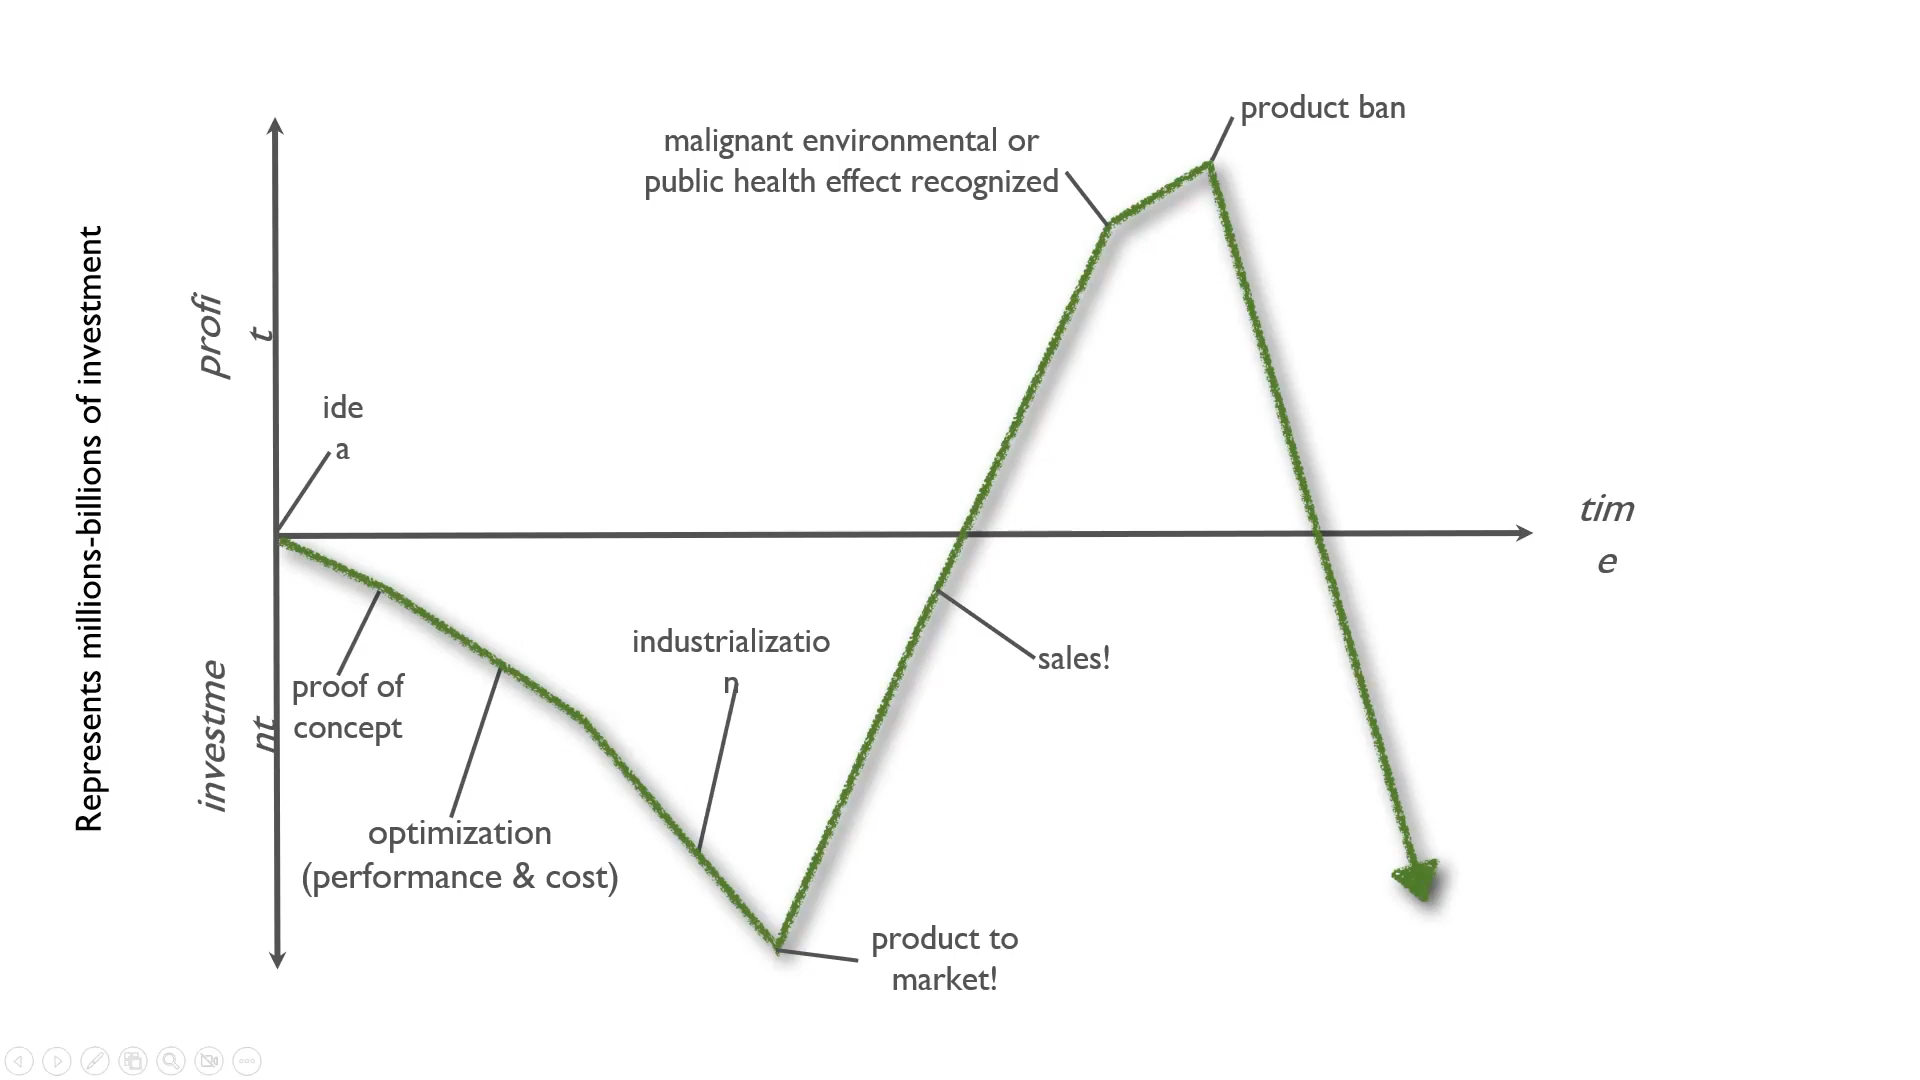 product ban
malignant environmental or
public health effect recognized
Represents millions-billions of investment
profi
t
ide
a
tim
e
investme
nt
industrializatio
n
sales!
proof of
concept
optimization
(performance & cost)
product to
market!